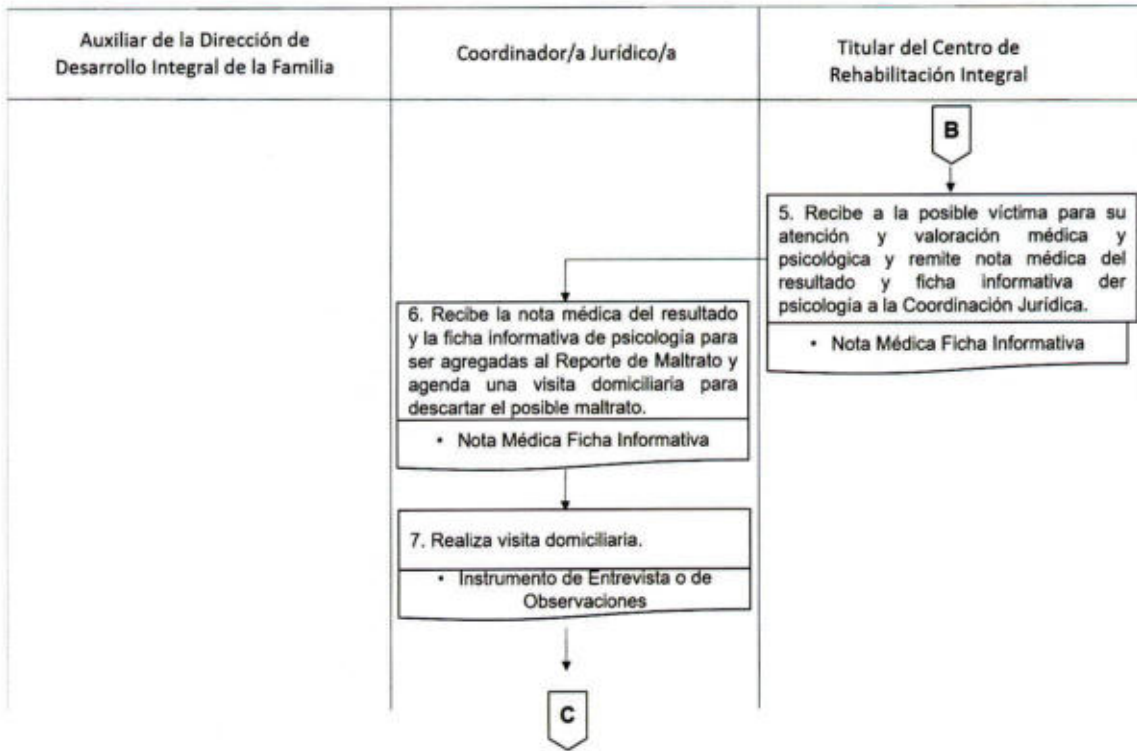 Auxiliar de la Dirección de
Desarrollo Integral de la Familia
Coordinador/a Jurídico/a
Titular del Centro de
Rehabilitación Integral
B
5. Recibe a la posible víctima para su
atención y valoración médica y
psicológica y remite nota médica del
resultado y ficha informativa der
psicología a la Coordinación Jurídica.
• Nota Médica Ficha Informativa
6. Recibe la nota médica del resultado
y la ficha informativa de psicología para
ser agregadas al Reporte de Maltrato y
agenda una visita domiciliaria para
descartar el posible maltrato.
• Nota Médica Ficha Informativa
7. Realiza visita domiciliaria.
• Instrumento de Entrevista o de
Observaciones
C